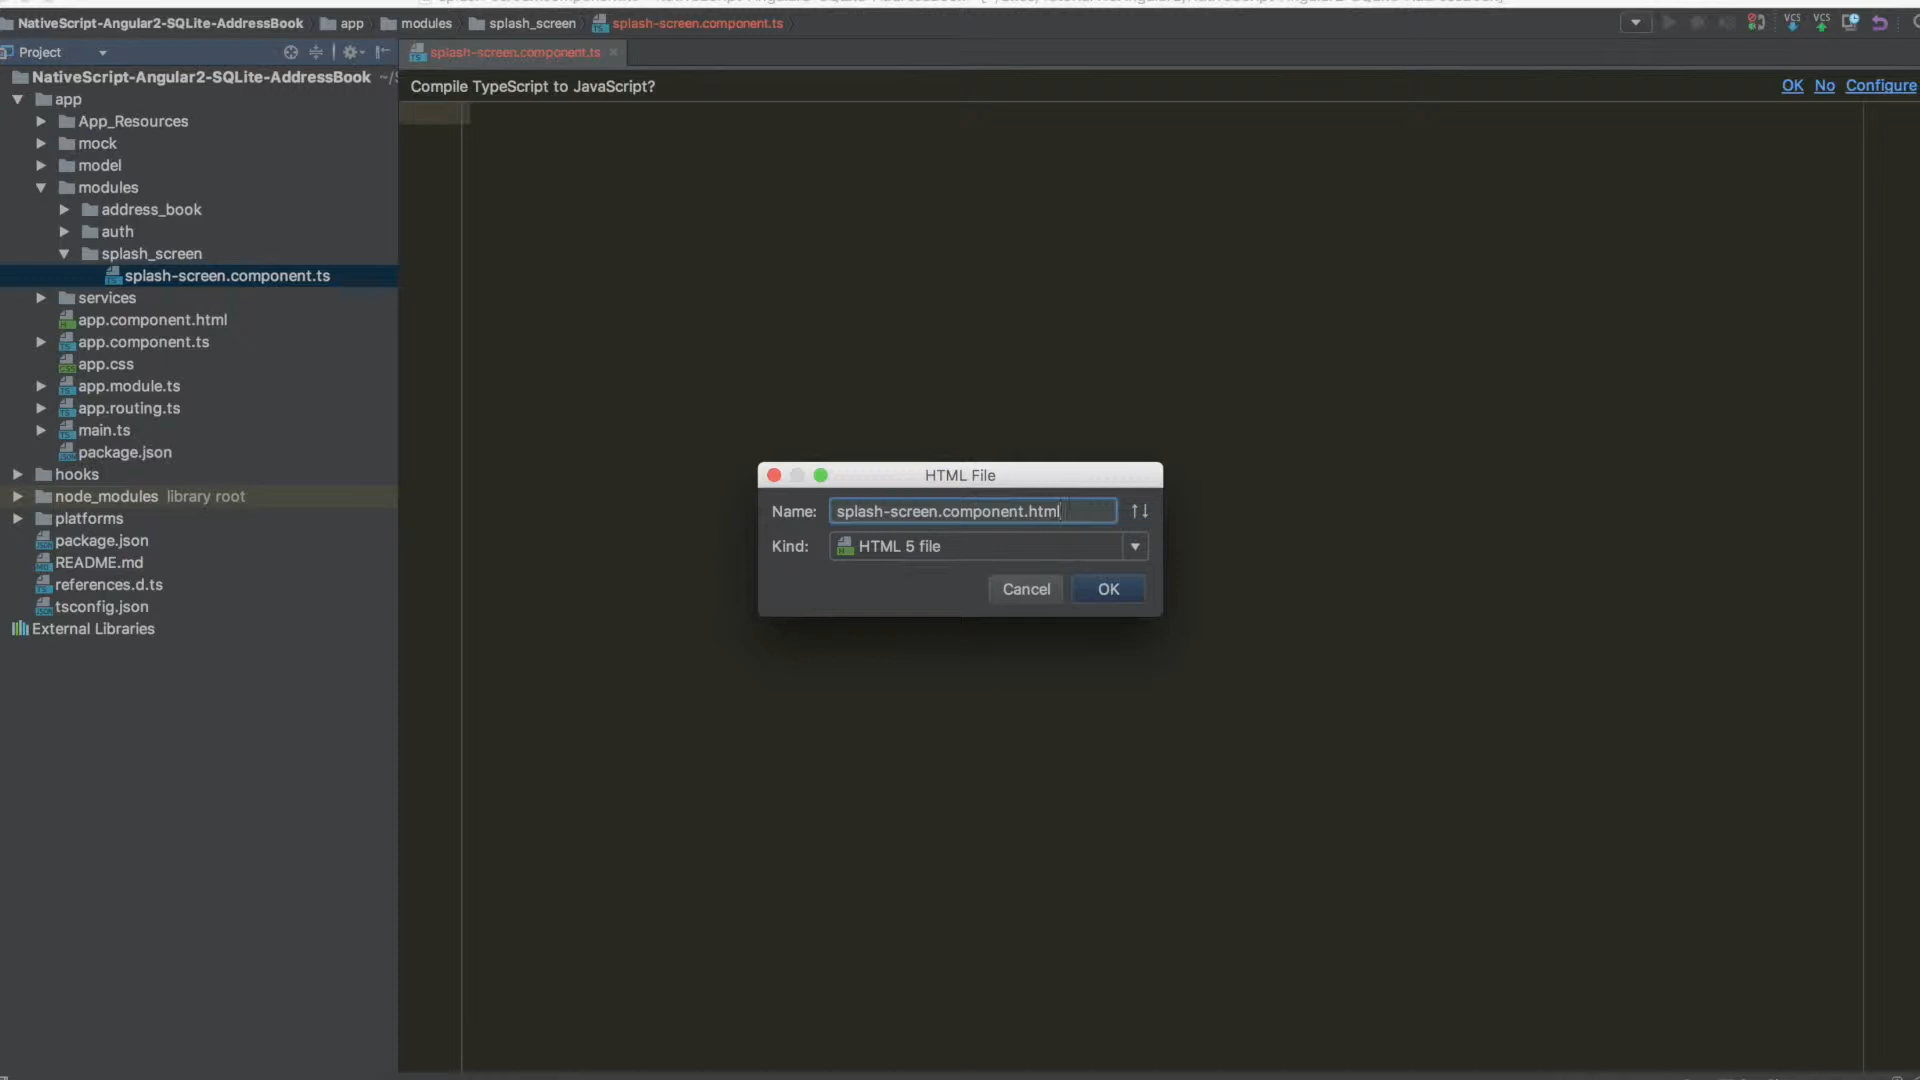 NativeScript-Angular2-SQLite-AddressBook app modules splash_screen splash-screen.component.ts
VCS VCS
Project
splash-screen.component.ts
NativeScript-Angular2-SQLite-AddressBook ~/
Compile TypeScript to JavaScript?
OK No Configure
app
App_Resources
mock
model
modules
address_book
auth
splash_screen
splash-screen.component.ts
services
app.component.html
app.component.ts
app.css
app.module.ts
app.routing.ts
main.ts
package.json
hooks
node_modules library root
platforms
package.json
README.md
references.d.ts
tsconfig.json
External Libraries
HTML File
Name: splash-screen.component.html
Kind: HTML 5 file
Cancel OK